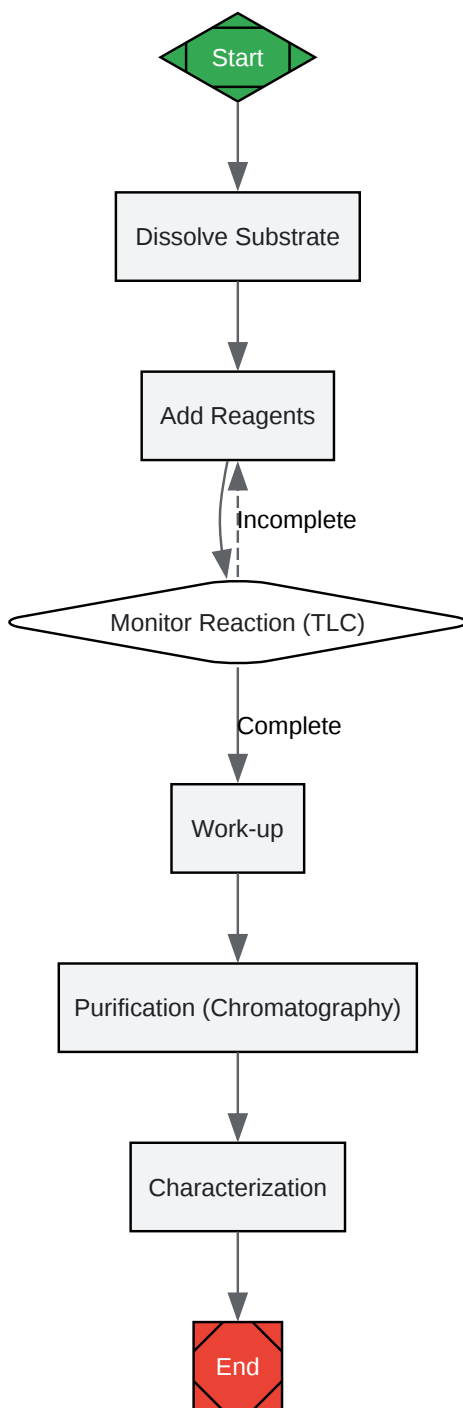 Start
Dissolve Substrate
Add Reagents
Incomplete
Monitor Reaction (TLC)
Complete
Work-up
Purification (Chromatography)
Characterization
End